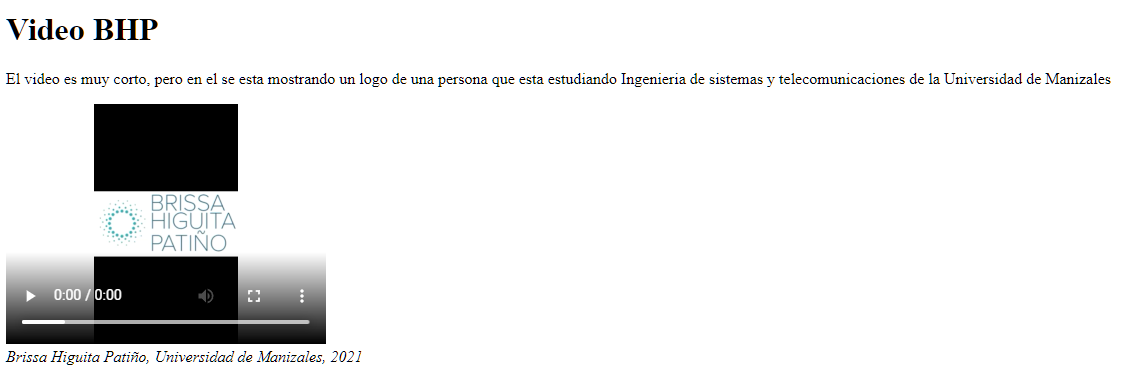 Video BHP
El video es muy corto, pero en el se esta mostrando un logo de una persona que esta estudiando Ingenieria de sistemas y telecomunicaciones de la Universidad de Manizales
BRISSA
HIGUITA
PATIÑO
0:00 / 0:00
Brissa Higuita Patiño, Universidad de Manizales, 2021